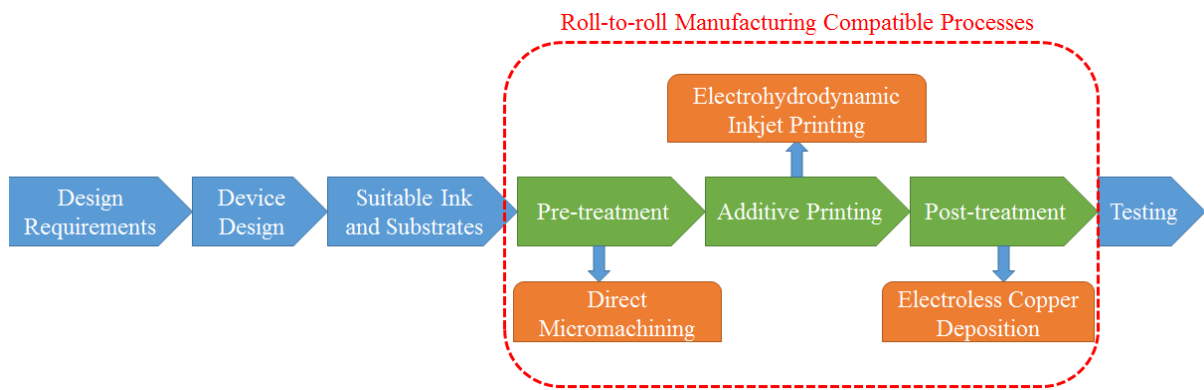 Roll-to-roll Manufacturing Compatible Processes
Electrohydrodynamic
Inkjet Printing
Design
Requirements
Device
Design
Suitable Ink
and Substrates
Pre-treatment
Additive Printing
Post-treatment
Testing
Direct
Micromachining
Electroless Copper
Deposition